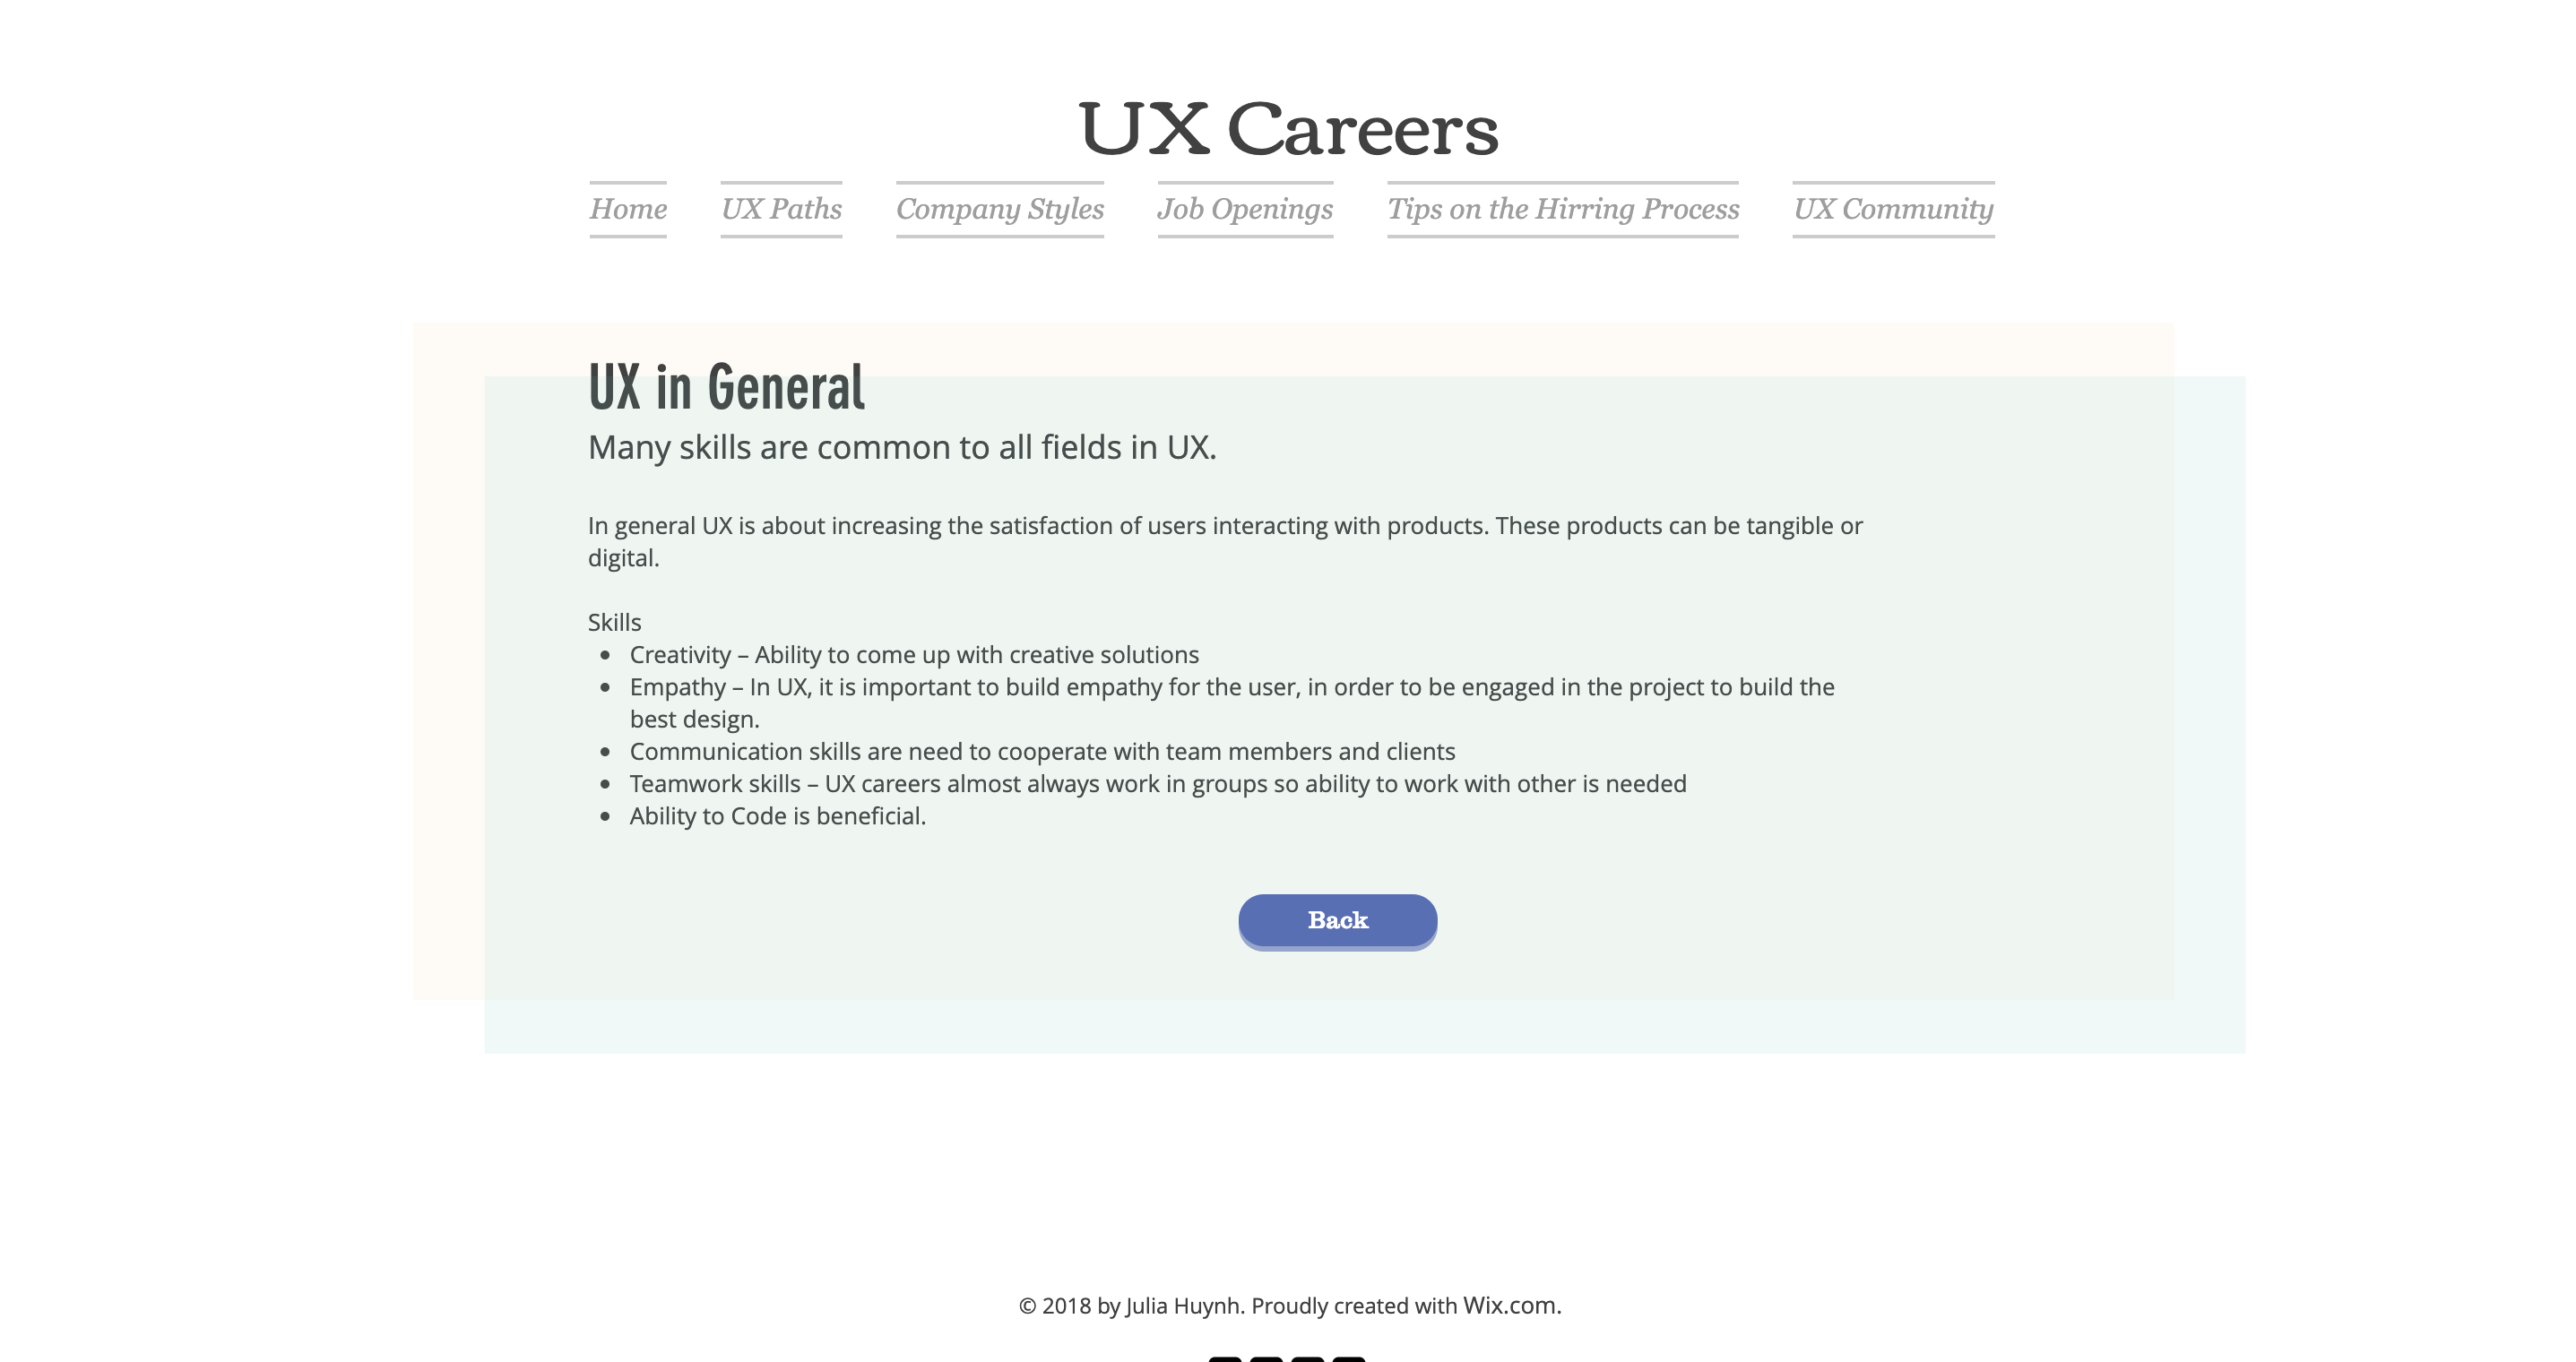 UX Careers
Home
UX Paths
Company Styles
Job Openings
Tips on the Hirring Process
UX Community
UX in General
Many skills are common to all fields in UX.
In general UX is about increasing the satisfaction of users interacting with products. These products can be tangible or
digital.
Skills
Creativity – Ability to come up with creative solutions
Empathy – In UX, it is important to build empathy for the user, in order to be engaged in the project to build the
best design.
Communication skills are need to cooperate with team members and clients
Teamwork skills – UX careers almost always work in groups so ability to work with other is needed
Ability to Code is beneficial.
Back
© 2018 by Julia Huynh. Proudly created with Wix.com.